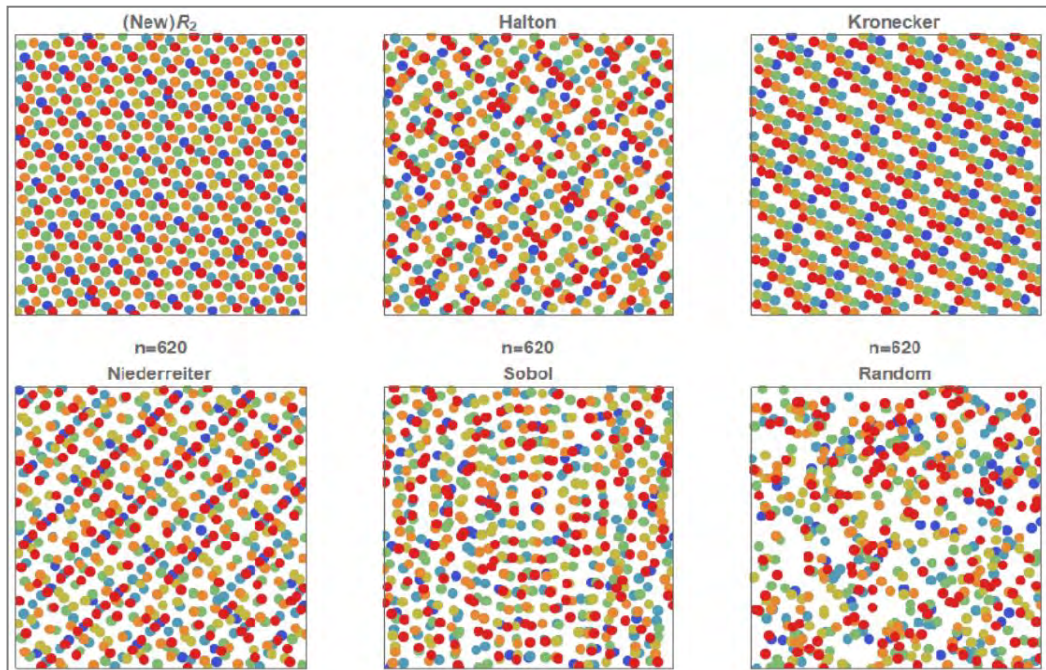 (New)R₂
Halton
Kronecker
n=620
n=620
n=620
Niederreiter
Sobol
Random